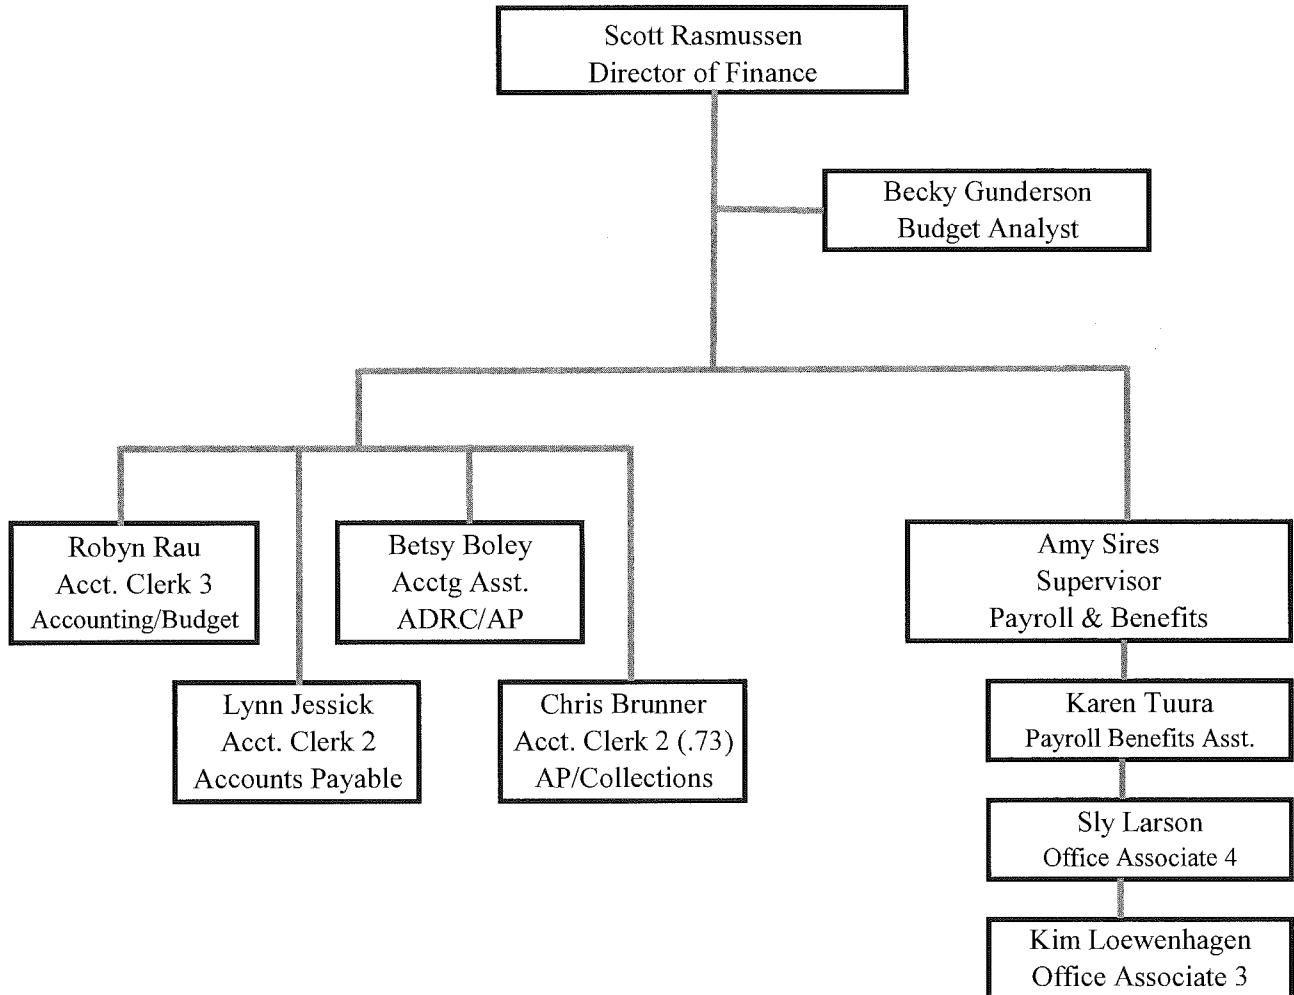 Scott Rasmussen
Director of Finance
Becky Gunderson
Budget Analyst
Robyn Rau
Acct. Clerk 3
Accounting/Budget
Betsy Boley
Acctg Asst.
ADRC/AP
Amy Sires
Supervisor
Payroll & Benefits
Lynn Jessick
Acct. Clerk 2
Accounts Payable
Chris Brunner
Acct. Clerk 2 (.73)
AP/Collections
Karen Tuura
Payroll Benefits Asst.
Sly Larson
Office Associate 4
Kim Loewenhagen
Office Associate 3